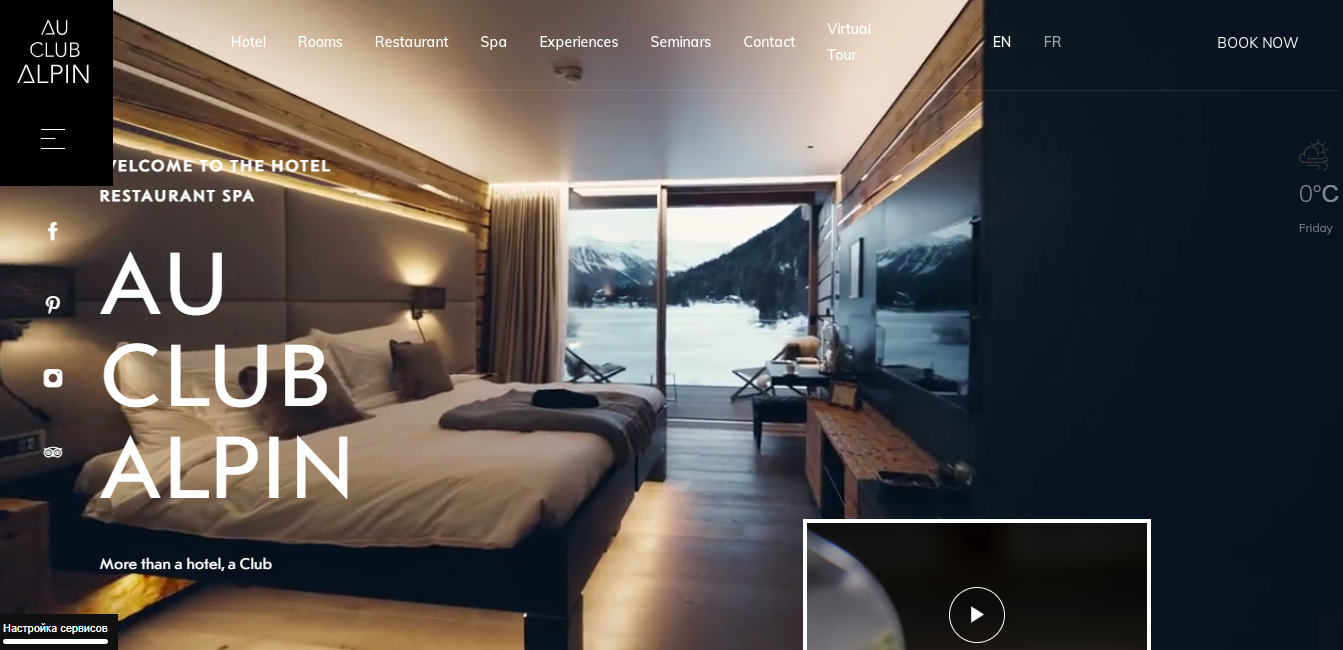 AU
CLUB
ALPIN
Hotel
Rooms
Restaurant
Spa
Experiences
Seminars
Contact
Virtual
Tour
EN
FR
BOOK NOW
WELCOME TO THE HOTEL
RESTAURANT SPA
0°C
Friday
AU
CLUB
ALPIN
More than a hotel, a Club
Настройка сервисов